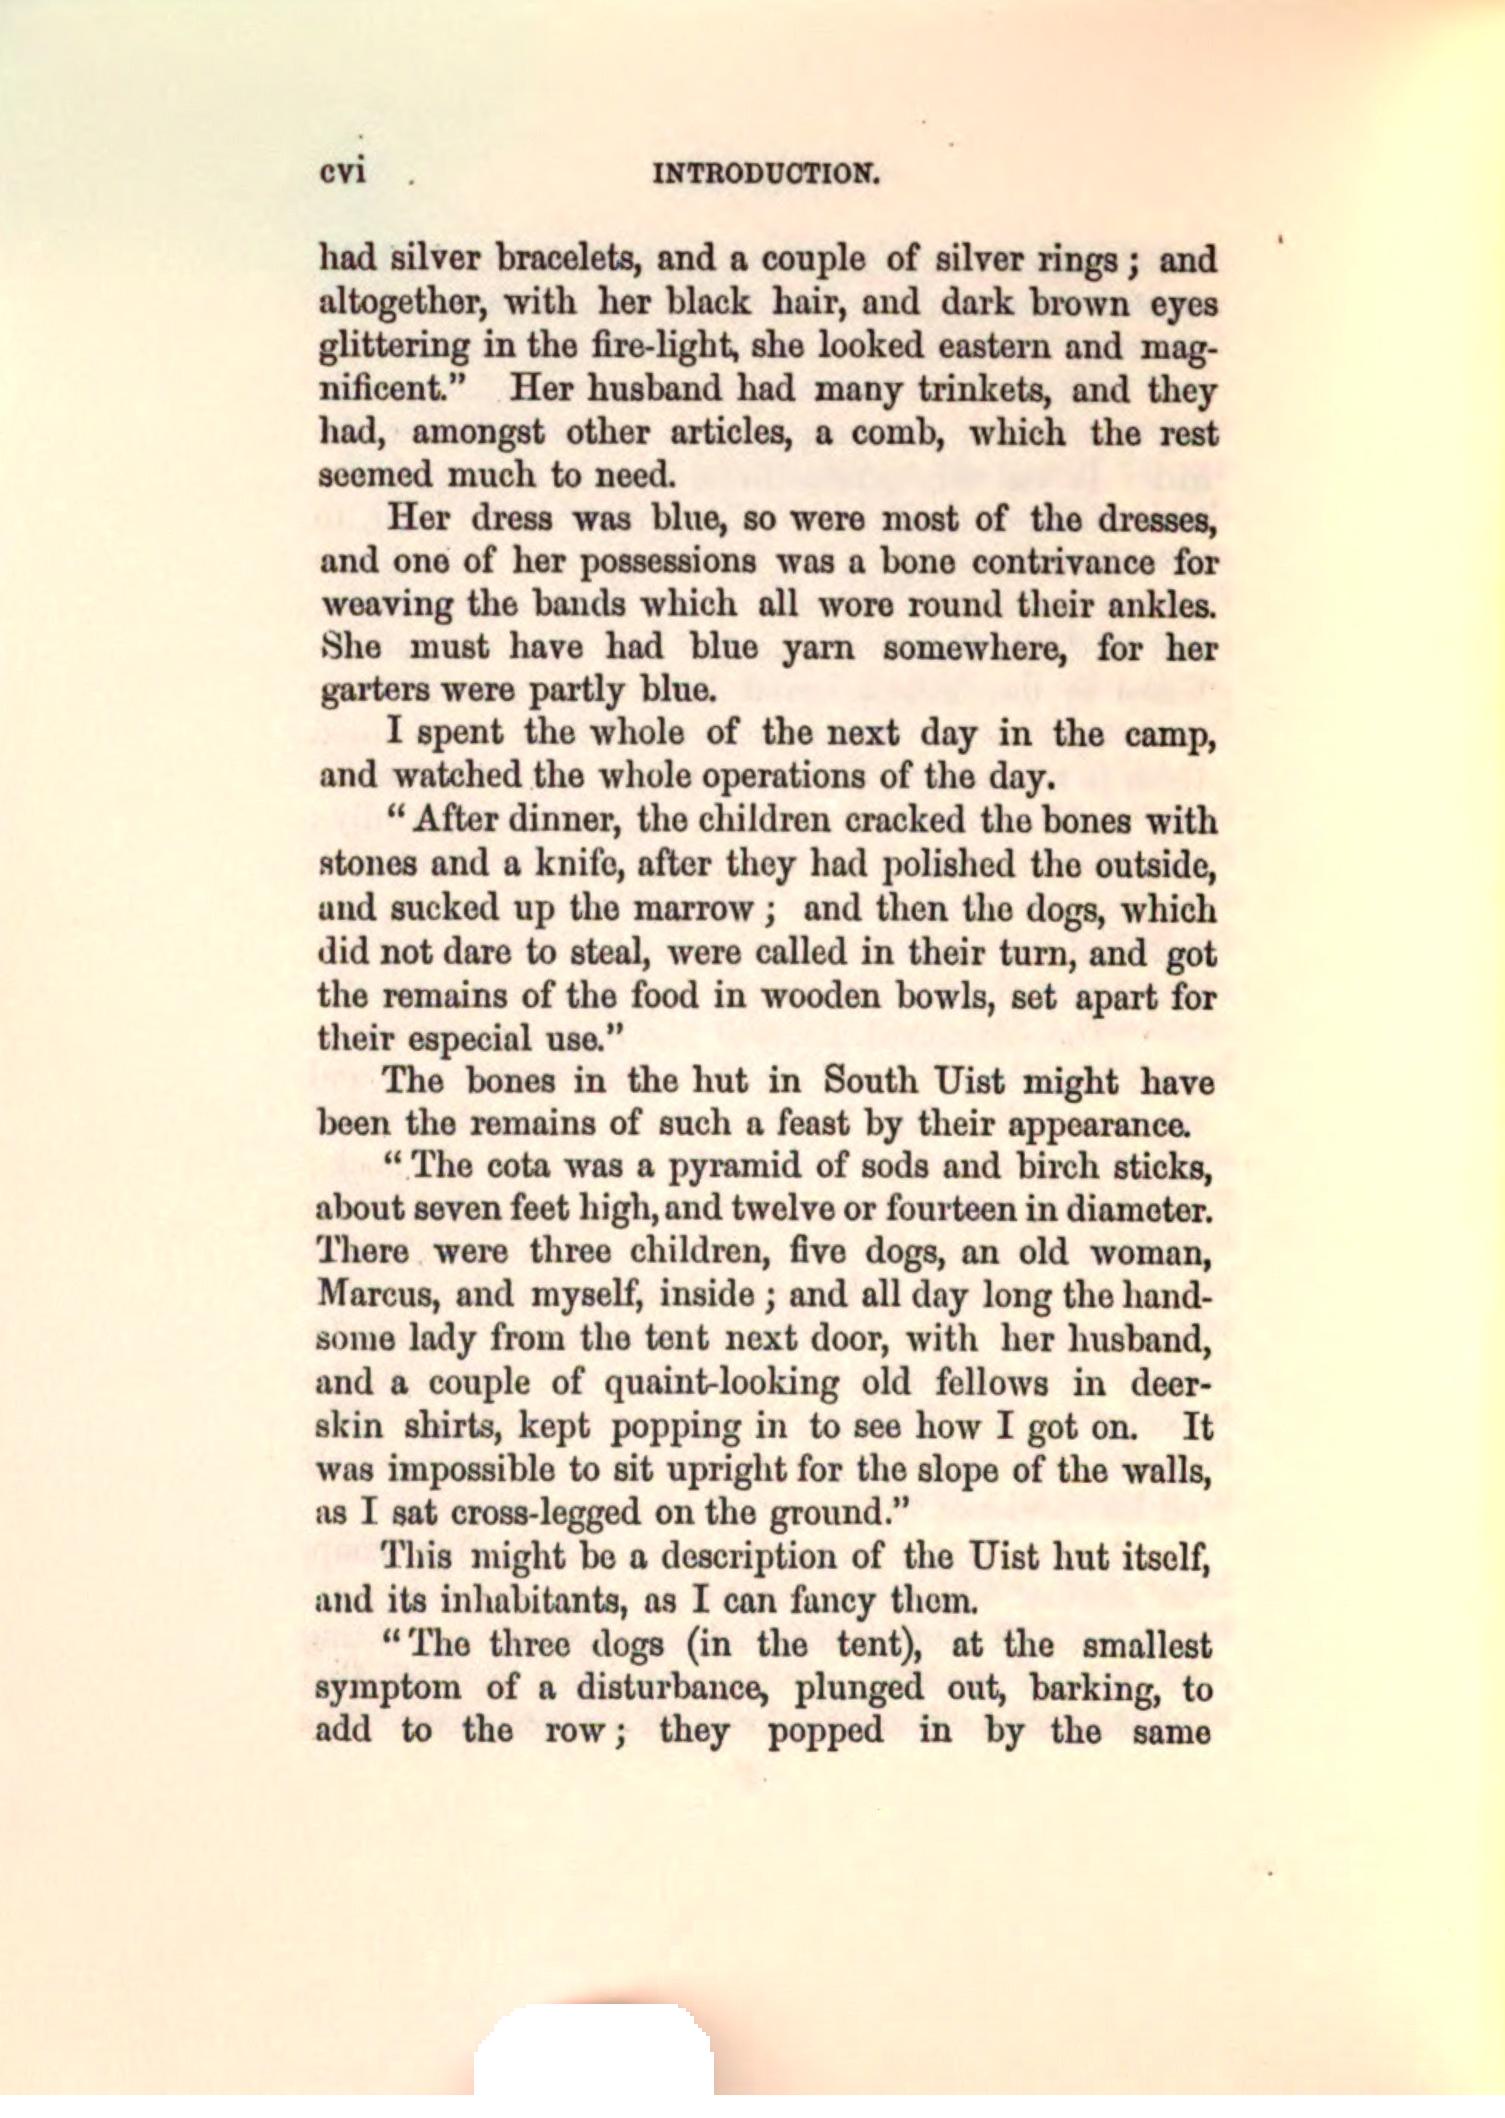 cvi INTRODUCTION.
had silver bracelets, and a couple of silver rings; and
altogether, with her black hair, and dark brown eyes
glittering in the fire-light, she looked eastern and mag-
nificent." Her husband had many trinkets, and they
had, amongst other articles, a comb, which the rest
seemed much to need.
Her dress was blue, so were most of the dresses,
and one of her possessions was a bone contrivance for
weaving the bands which all wore round their ankles.
She must have had blue yarn somewhere, for her
garters were partly blue.
I spent the whole of the next day in the camp,
and watched the whole operations of the day.
"After dinner, the children cracked the bones with
stones and a knife, after they had polished the outside,
and sucked up the marrow; and then the dogs, which
did not dare to steal, were called in their turn, and got
the remains of the food in wooden bowls, set apart for
their especial use."
The bones in the hut in South Uist might have
been the remains of such a feast by their appearance.
"The cota was a pyramid of sods and birch sticks,
about seven feet high, and twelve or fourteen in diameter.
There were three children, five dogs, an old woman,
Marcus, and myself, inside; and all day long the hand-
some lady from the tent next door, with her husband,
and a couple of quaint-looking old fellows in deer-
skin shirts, kept popping in to see how I got on. It
was impossible to sit upright for the slope of the walls,
as I sat cross-legged on the ground."
This might be a description of the Uist hut itself,
and its inhabitants, as I can fancy them.
"The three dogs (in the tent), at the smallest
symptom of a disturbance, plunged out, barking, to
add to the row; they popped in by the same